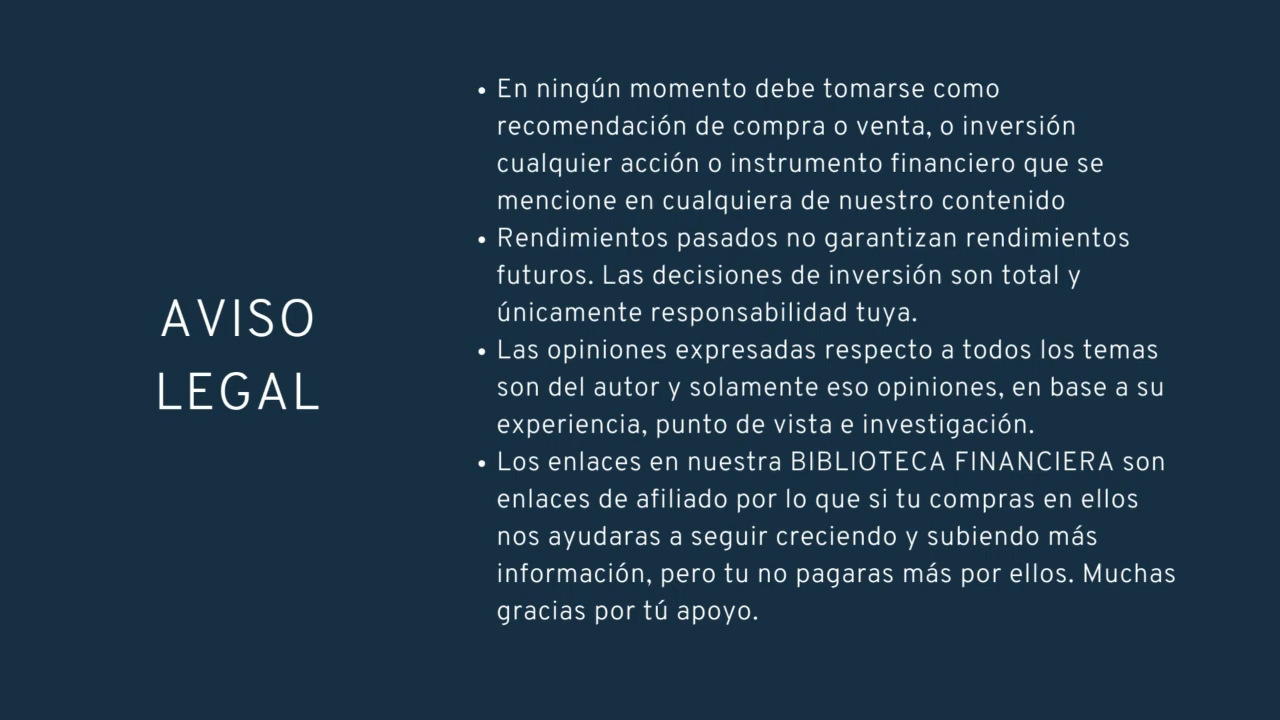 AVISO
LEGAL
• En ningún momento debe tomarse como
recomendación de compra o venta, o inversión
cualquier acción o instrumento financiero que se
mencione en cualquiera de nuestro contenido
• Rendimientos pasados no garantizan rendimientos
futuros. Las decisiones de inversión son total y
únicamente responsabilidad tuya.
• Las opiniones expresadas respecto a todos los temas
son del autor y solamente eso opiniones, en base a su
experiencia, punto de vista e investigación.
• Los enlaces en nuestra BIBLIOTECA FINANCIERA son
enlaces de afiliado por lo que si tu compras en ellos
nos ayudaras a seguir creciendo y subiendo más
información, pero tu no pagaras más por ellos. Muchas
gracias por tú apoyo.